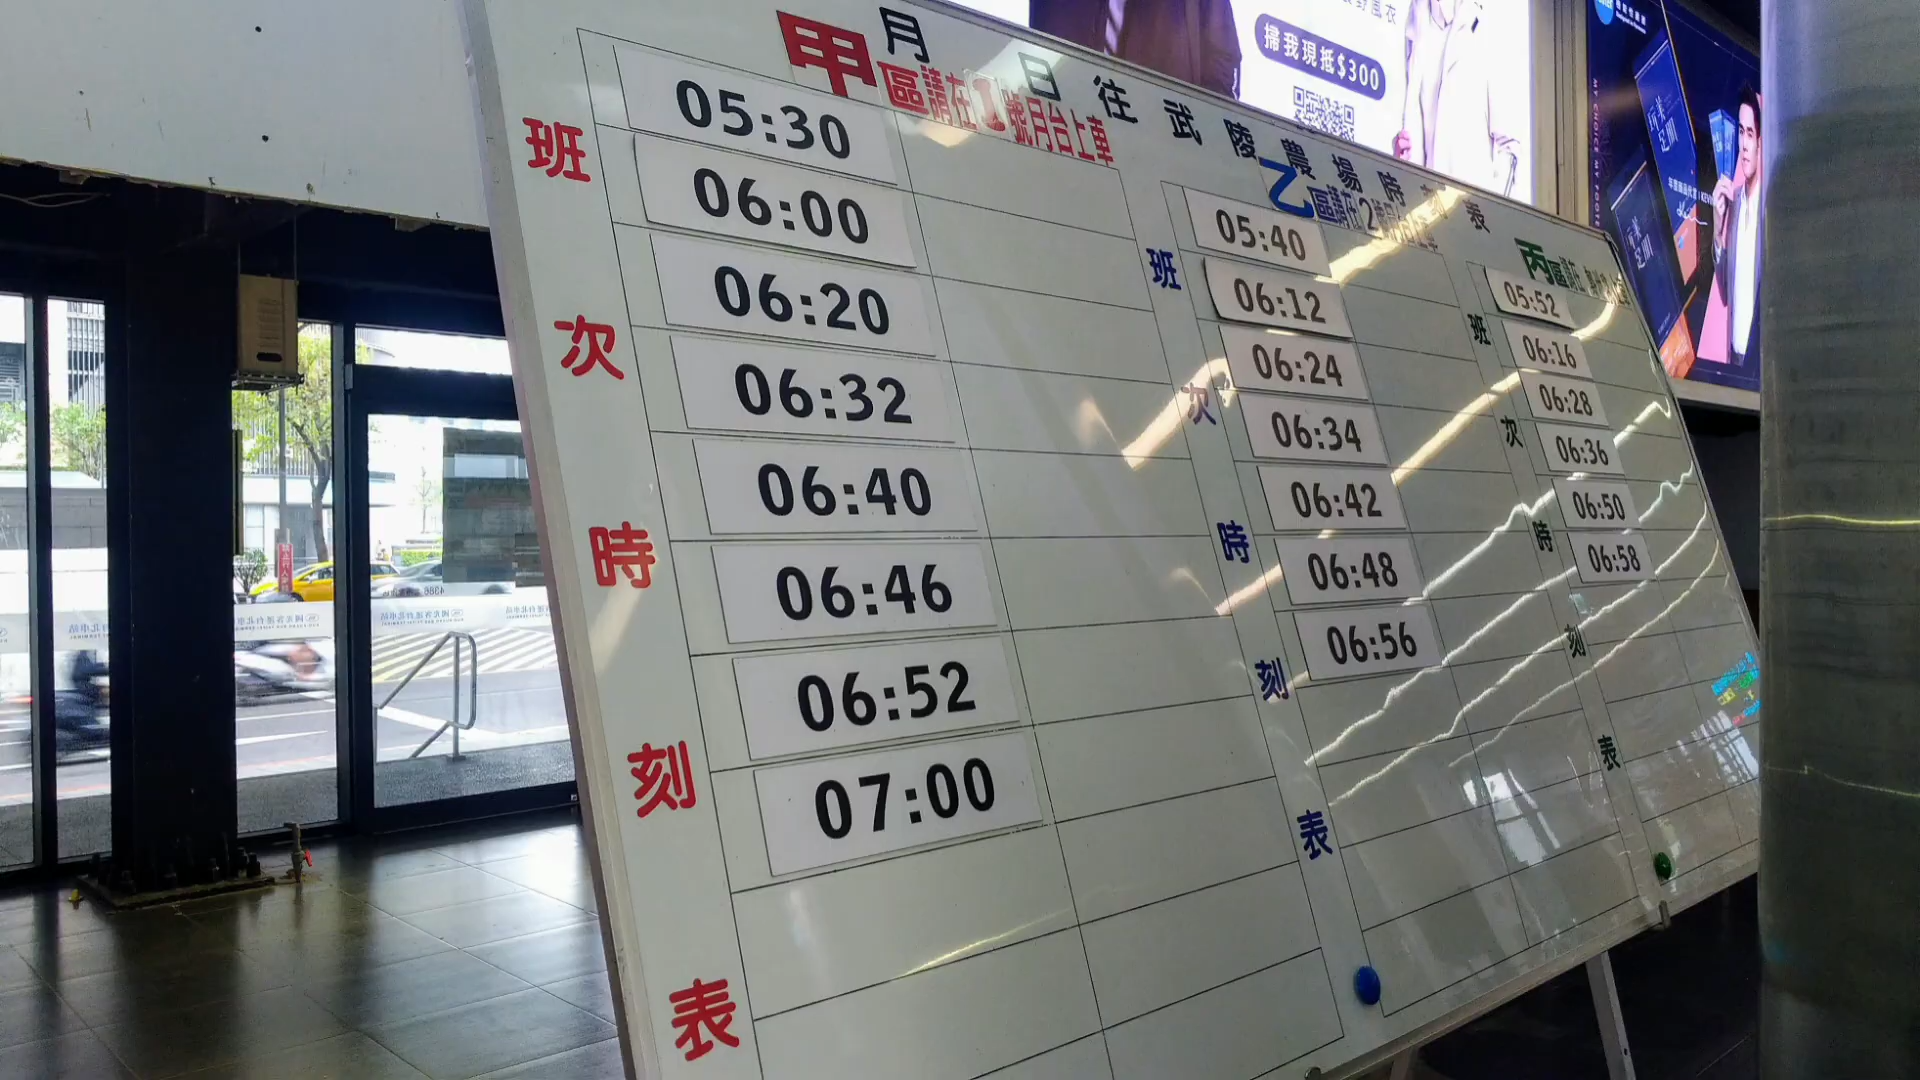 月 日 往 武 陵 農 場 時 刻 表
甲 區請在1號月台上車
班 次 時 刻 表
05:30
06:00
06:20
06:32
06:40
06:46
06:52
07:00
乙 區請在2號月台上車
班 次 時 刻 表
05:40
06:12
06:24
06:34
06:42
06:48
06:56
丙 區請在
班 次 時 刻 表
05:52
06:16
06:28
06:36
06:50
06:58
掃我現抵$300